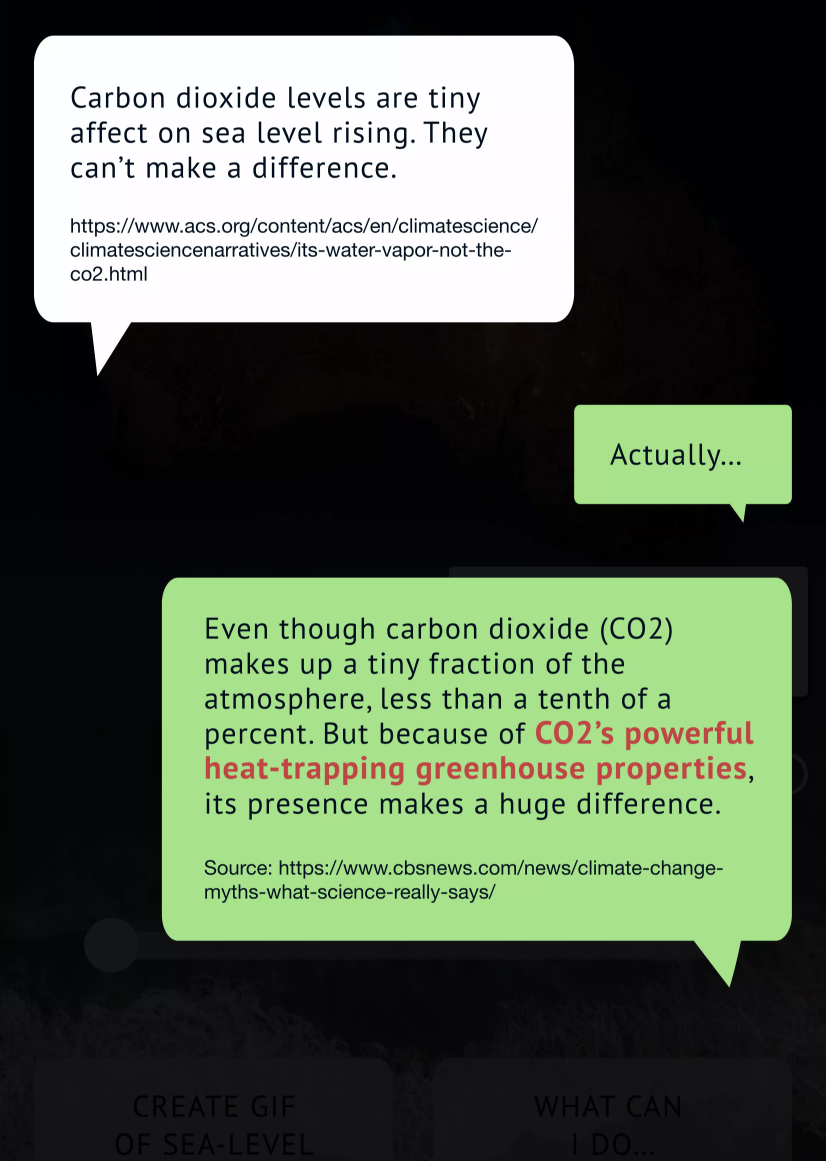 Carbon dioxide levels are tiny
affect on sea level rising. They
can’t make a difference.
https://www.acs.org/content/acs/en/climatescience/
climatesciencenarratives/its-water-vapor-not-the-
co2.html
Actually...
Even though carbon dioxide (CO2)
makes up a tiny fraction of the
atmosphere, less than a tenth of a
percent. But because of CO2’s powerful
heat-trapping greenhouse properties,
its presence makes a huge difference.
Source: https://www.cbsnews.com/news/climate-change-
myths-what-science-really-says/
CREATE GIF
OF SEA-LEVEL
WHAT CAN
I DO...